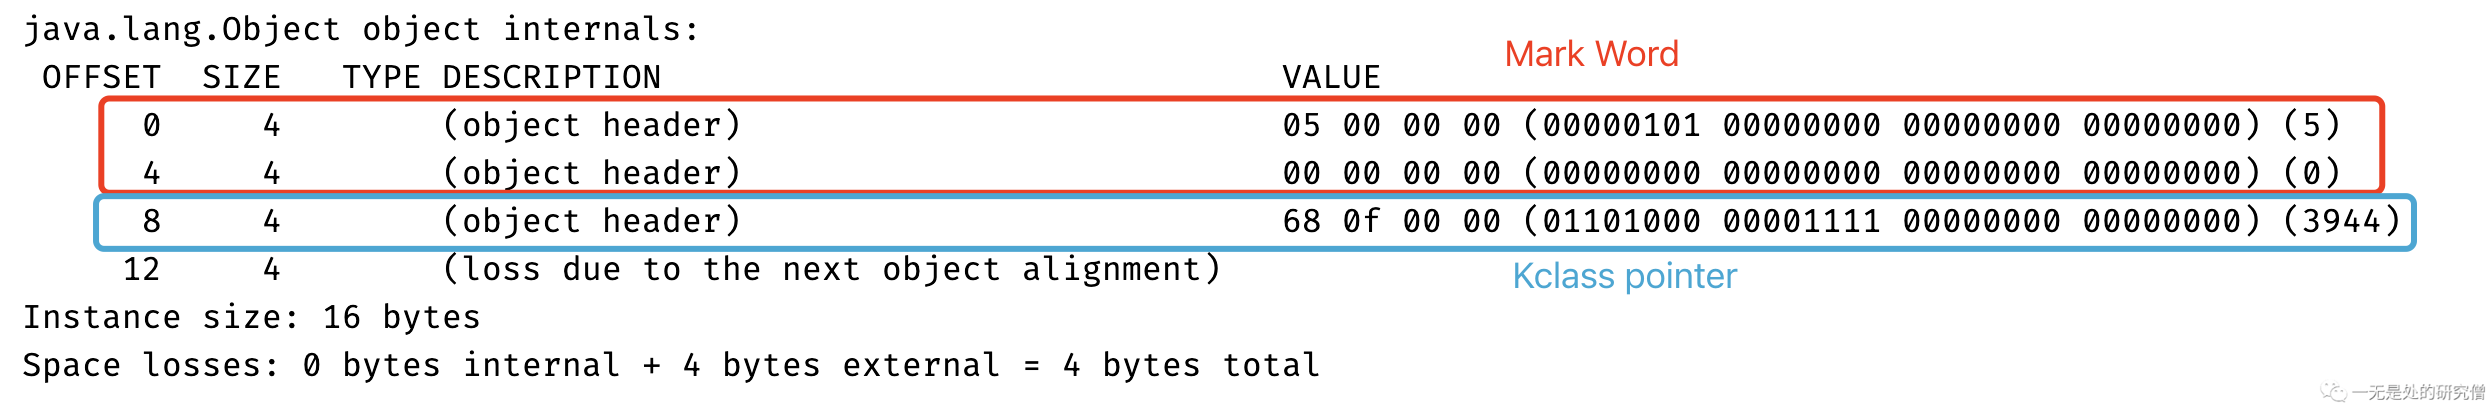 java.lang.Object object internals:
Mark Word
OFFSET SIZE TYPE DESCRIPTION VALUE
0 4 (object header) 05 00 00 00 (00000101 00000000 00000000 00000000) (5)
4 4 (object header) 00 00 00 00 (00000000 00000000 00000000 00000000) (0)
8 4 (object header) 68 0f 00 00 (01101000 00001111 00000000 00000000) (3944)
12 4 (loss due to the next object alignment)
Kclass pointer
Instance size: 16 bytes
Space losses: 0 bytes internal + 4 bytes external = 4 bytes total
一无是处的研究僧